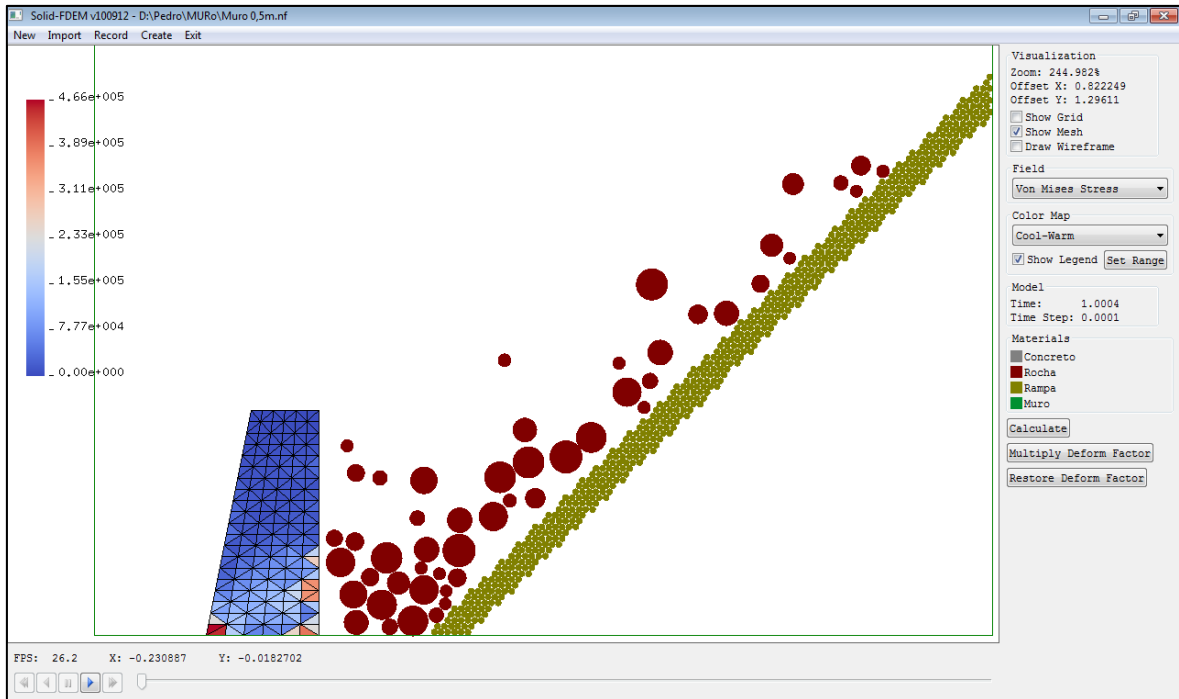 Solid-FDEM v100912 - D:\Pedro\MURo\Muro 0,5m.nf
New Import Record Create Exit
4.66e+005
3.89e+005
3.11e+005
2.33e+005
1.55e+005
7.77e+004
0.00e+000
Visualization
Zoom: 244.982%
Offset X: 0.822249
Offset Y: 1.29611
Show Grid
Show Mesh
Draw Wireframe
Field
Von Mises Stress
Color Map
Cool-Warm
Show Legend Set Range
Model
Time: 1.0004
Time Step: 0.0001
Materials
Concreto
Rocha
Rampa
Muro
Calculate
Multiply Deform Factor
Restore Deform Factor
FPS: 26.2 X: -0.230887 Y: -0.0182702